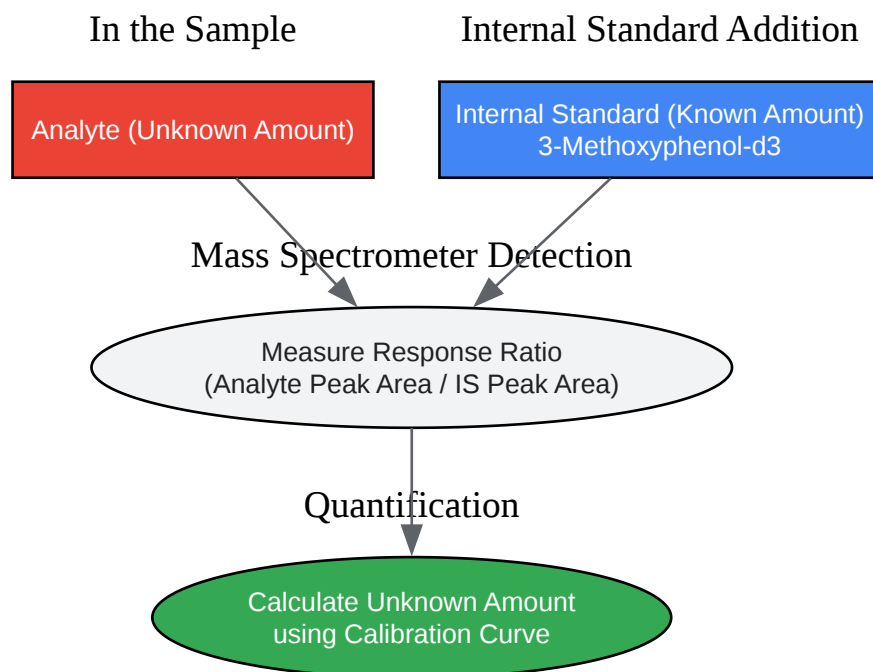 In the Sample
Internal Standard Addition
Analyte (Unknown Amount)
Internal Standard (Known Amount)
3-Methoxyphenol-d3
Mass Spectrometer Detection
Measure Response Ratio
(Analyte Peak Area / IS Peak Area)
Quantification
Calculate Unknown Amount
using Calibration Curve